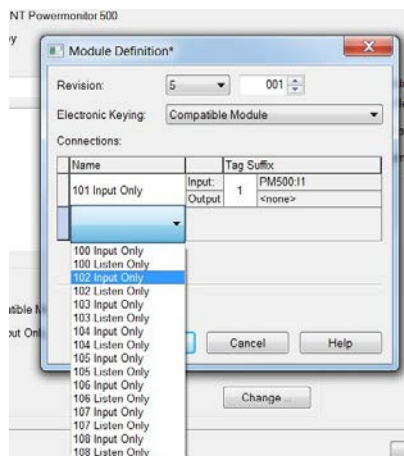 NT Powermonitor 500
Module Definition*
Revision: 5 001
Electronic Keying: Compatible Module
Connections:
Name Tag Suffix
101 Input Only Input: 1 PM500:I1
Output <none>
100 Input Only
100 Listen Only
102 Input Only
102 Listen Only
103 Input Only
103 Listen Only
104 Input Only
104 Listen Only
105 Input Only
105 Listen Only
106 Input Only
106 Listen Only
107 Input Only
107 Listen Only
108 Input Only
108 Listen Only
Cancel Help
Change ...